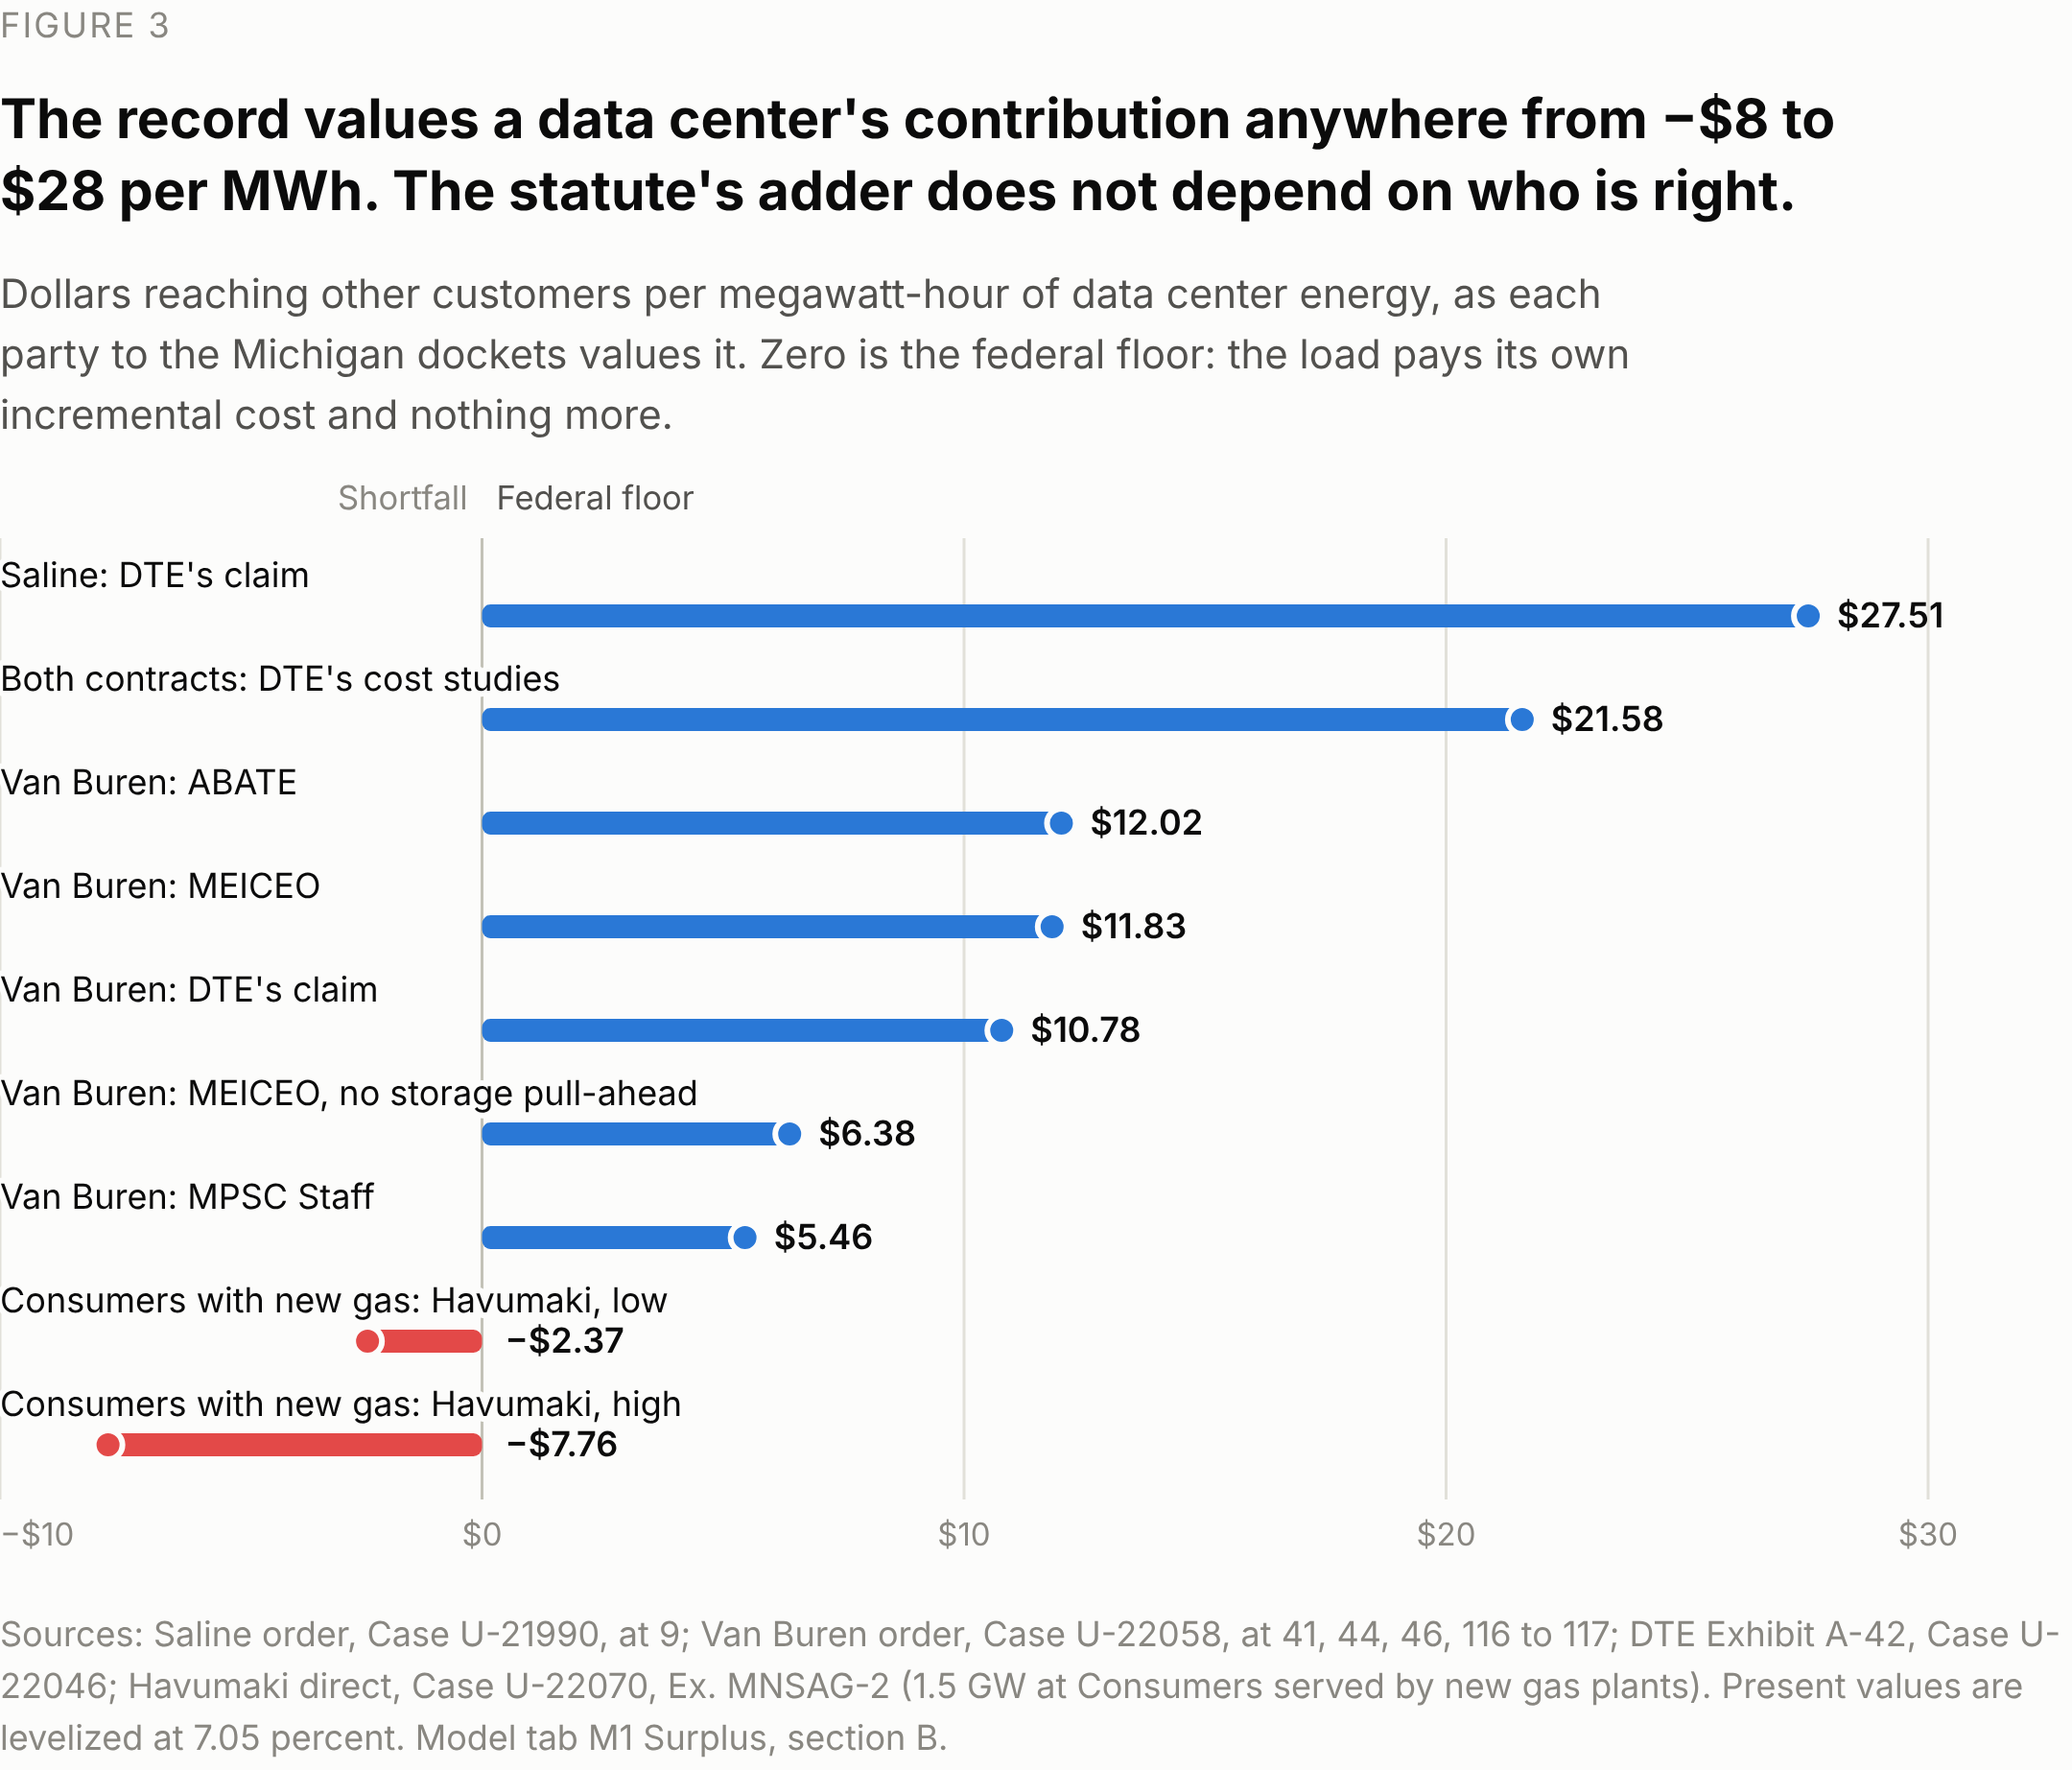 FIGURE 3
The record values a data center's contribution anywhere from −$8 to
$28 per MWh. The statute's adder does not depend on who is right.
Dollars reaching other customers per megawatt-hour of data center energy, as each
party to the Michigan dockets values it. Zero is the federal floor: the load pays its own
incremental cost and nothing more.
Shortfall Federal floor
Saline: DTE's claim
$27.51
Both contracts: DTE's cost studies
$21.58
Van Buren: ABATE
$12.02
Van Buren: MEICEO
$11.83
Van Buren: DTE's claim
$10.78
Van Buren: MEICEO, no storage pull-ahead
$6.38
Van Buren: MPSC Staff
$5.46
Consumers with new gas: Havumaki, low
−$2.37
Consumers with new gas: Havumaki, high
−$7.76
−$10 $0 $10 $20 $30
Sources: Saline order, Case U-21990, at 9; Van Buren order, Case U-22058, at 41, 44, 46, 116 to 117; DTE Exhibit A-42, Case U-
22046; Havumaki direct, Case U-22070, Ex. MNSAG-2 (1.5 GW at Consumers served by new gas plants). Present values are
levelized at 7.05 percent. Model tab M1 Surplus, section B.